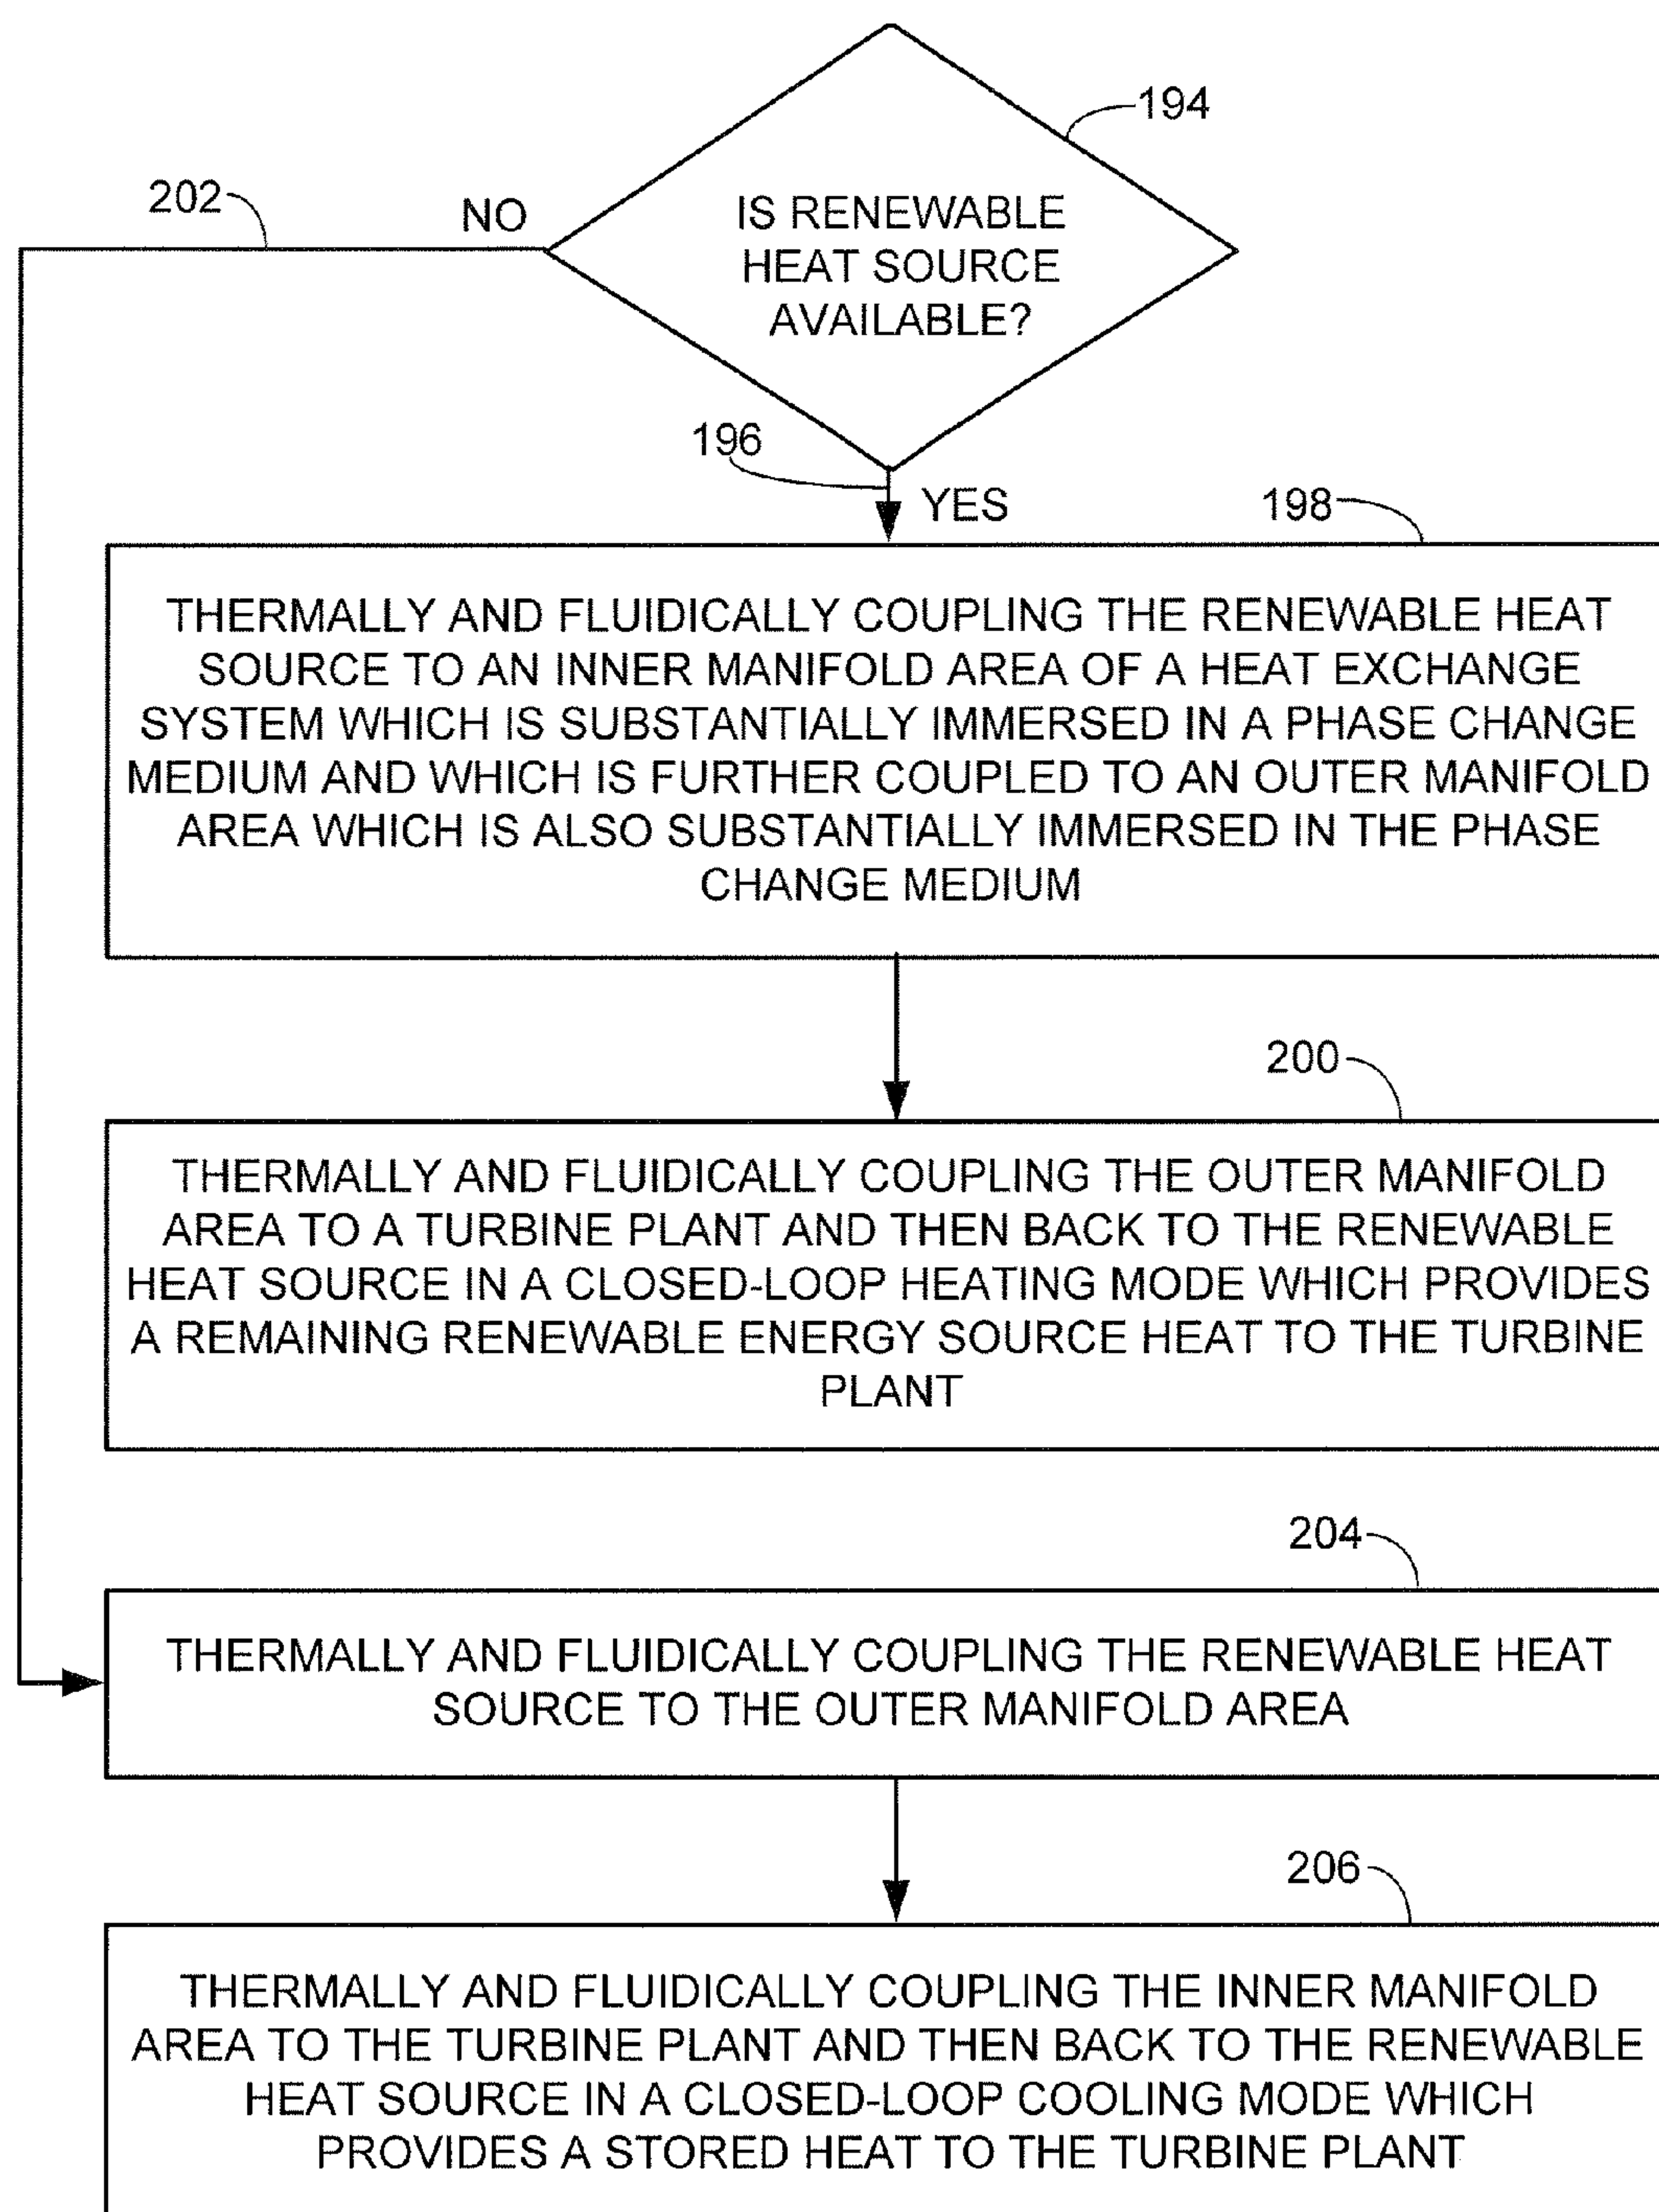 194
IS RENEWABLE
HEAT SOURCE
AVAILABLE?
202
NO
196
YES
198
THERMALLY AND FLUIDICALLY COUPLING THE RENEWABLE HEAT
SOURCE TO AN INNER MANIFOLD AREA OF A HEAT EXCHANGE
SYSTEM WHICH IS SUBSTANTIALLY IMMERSED IN A PHASE CHANGE
MEDIUM AND WHICH IS FURTHER COUPLED TO AN OUTER MANIFOLD
AREA WHICH IS ALSO SUBSTANTIALLY IMMERSED IN THE PHASE
CHANGE MEDIUM
200
THERMALLY AND FLUIDICALLY COUPLING THE OUTER MANIFOLD
AREA TO A TURBINE PLANT AND THEN BACK TO THE RENEWABLE
HEAT SOURCE IN A CLOSED-LOOP HEATING MODE WHICH PROVIDES
A REMAINING RENEWABLE ENERGY SOURCE HEAT TO THE TURBINE
PLANT
204
THERMALLY AND FLUIDICALLY COUPLING THE RENEWABLE HEAT
SOURCE TO THE OUTER MANIFOLD AREA
206
THERMALLY AND FLUIDICALLY COUPLING THE INNER MANIFOLD
AREA TO THE TURBINE PLANT AND THEN BACK TO THE RENEWABLE
HEAT SOURCE IN A CLOSED-LOOP COOLING MODE WHICH
PROVIDES A STORED HEAT TO THE TURBINE PLANT